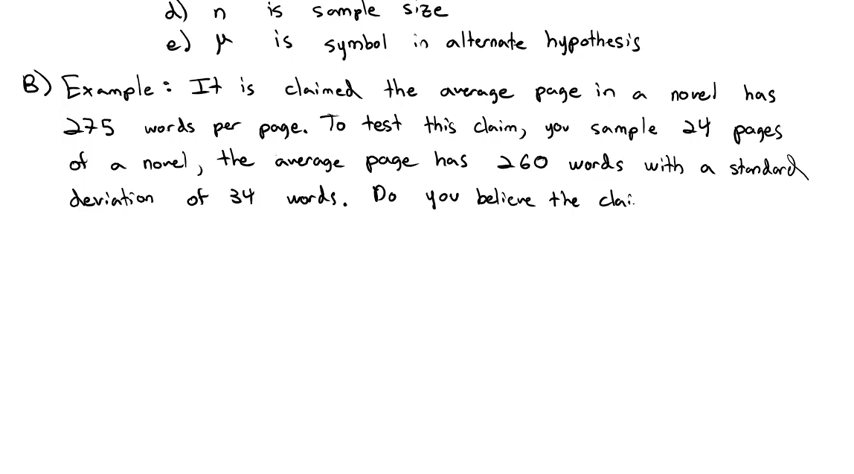 d) n is sample size
e) μ is symbol in alternate hypothesis
B) Example: It is claimed the average page in a novel has
275 words per page. To test this claim, you sample 24 pages
of a novel, the average page has 260 words with a standard
deviation of 34 words. Do you believe the clai